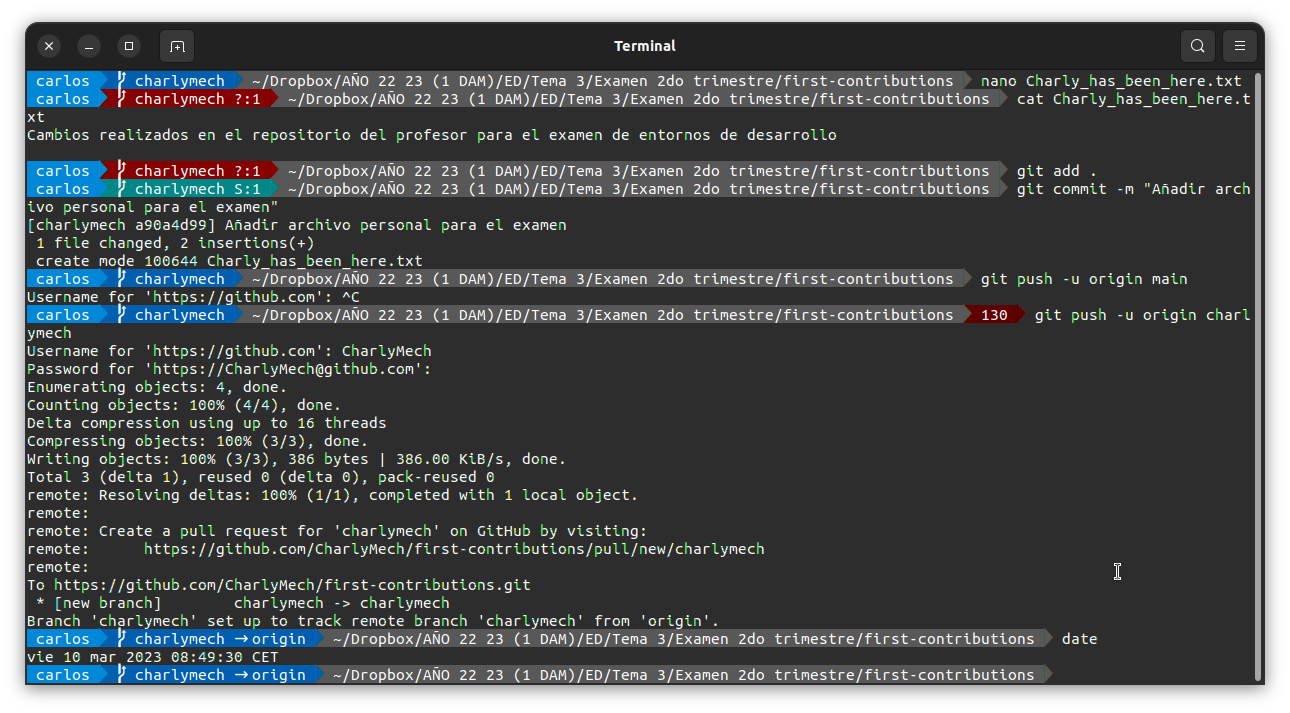 Terminal
carlos charlymech ~/Dropbox/AÑO 22 23 (1 DAM)/ED/Tema 3/Examen 2do trimestre/first-contributions nano Charly_has_been_here.txt
carlos charlymech ?:1 ~/Dropbox/AÑO 22 23 (1 DAM)/ED/Tema 3/Examen 2do trimestre/first-contributions cat Charly_has_been_here.t
xt
Cambios realizados en el repositorio del profesor para el examen de entornos de desarrollo
carlos charlymech ?:1 ~/Dropbox/AÑO 22 23 (1 DAM)/ED/Tema 3/Examen 2do trimestre/first-contributions git add .
carlos charlymech S:1 ~/Dropbox/AÑO 22 23 (1 DAM)/ED/Tema 3/Examen 2do trimestre/first-contributions git commit -m "Añadir arch
ivo personal para el examen"
[charlymech a90a4d99] Añadir archivo personal para el examen
1 file changed, 2 insertions(+)
create mode 100644 Charly_has_been_here.txt
carlos charlymech ~/Dropbox/AÑO 22 23 (1 DAM)/ED/Tema 3/Examen 2do trimestre/first-contributions git push -u origin main
Username for 'https://github.com': ^C
carlos charlymech ~/Dropbox/AÑO 22 23 (1 DAM)/ED/Tema 3/Examen 2do trimestre/first-contributions 130 git push -u origin charl
ymech
Username for 'https://github.com': CharlyMech
Password for 'https://CharlyMech@github.com':
Enumerating objects: 4, done.
Counting objects: 100% (4/4), done.
Delta compression using up to 16 threads
Compressing objects: 100% (3/3), done.
Writing objects: 100% (3/3), 386 bytes | 386.00 KiB/s, done.
Total 3 (delta 1), reused 0 (delta 0), pack-reused 0
remote: Resolving deltas: 100% (1/1), completed with 1 local object.
remote:
remote: Create a pull request for 'charlymech' on GitHub by visiting:
remote:      https://github.com/CharlyMech/first-contributions/pull/new/charlymech
remote:
To https://github.com/CharlyMech/first-contributions.git
* [new branch]        charlymech -> charlymech
Branch 'charlymech' set up to track remote branch 'charlymech' from 'origin'.
carlos charlymech →origin ~/Dropbox/AÑO 22 23 (1 DAM)/ED/Tema 3/Examen 2do trimestre/first-contributions date
vie 10 mar 2023 08:49:30 CET
carlos charlymech →origin ~/Dropbox/AÑO 22 23 (1 DAM)/ED/Tema 3/Examen 2do trimestre/first-contributions